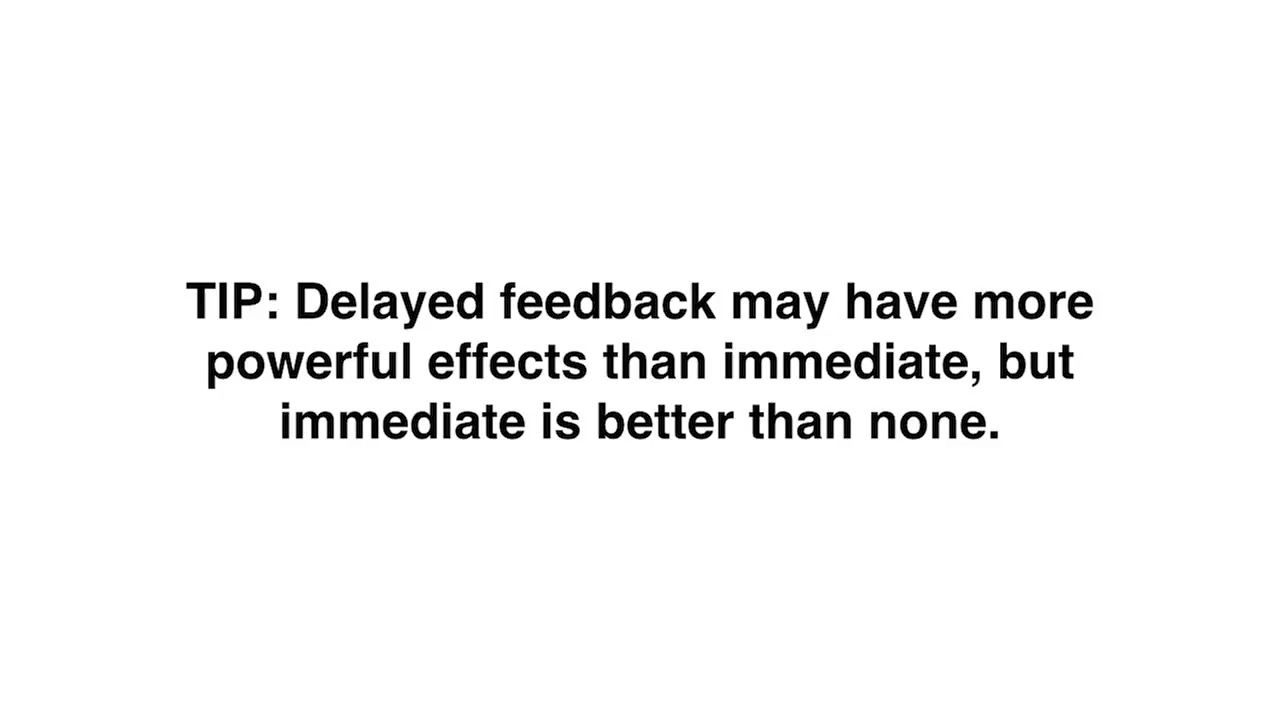 TIP: Delayed feedback may have more
powerful effects than immediate, but
immediate is better than none.